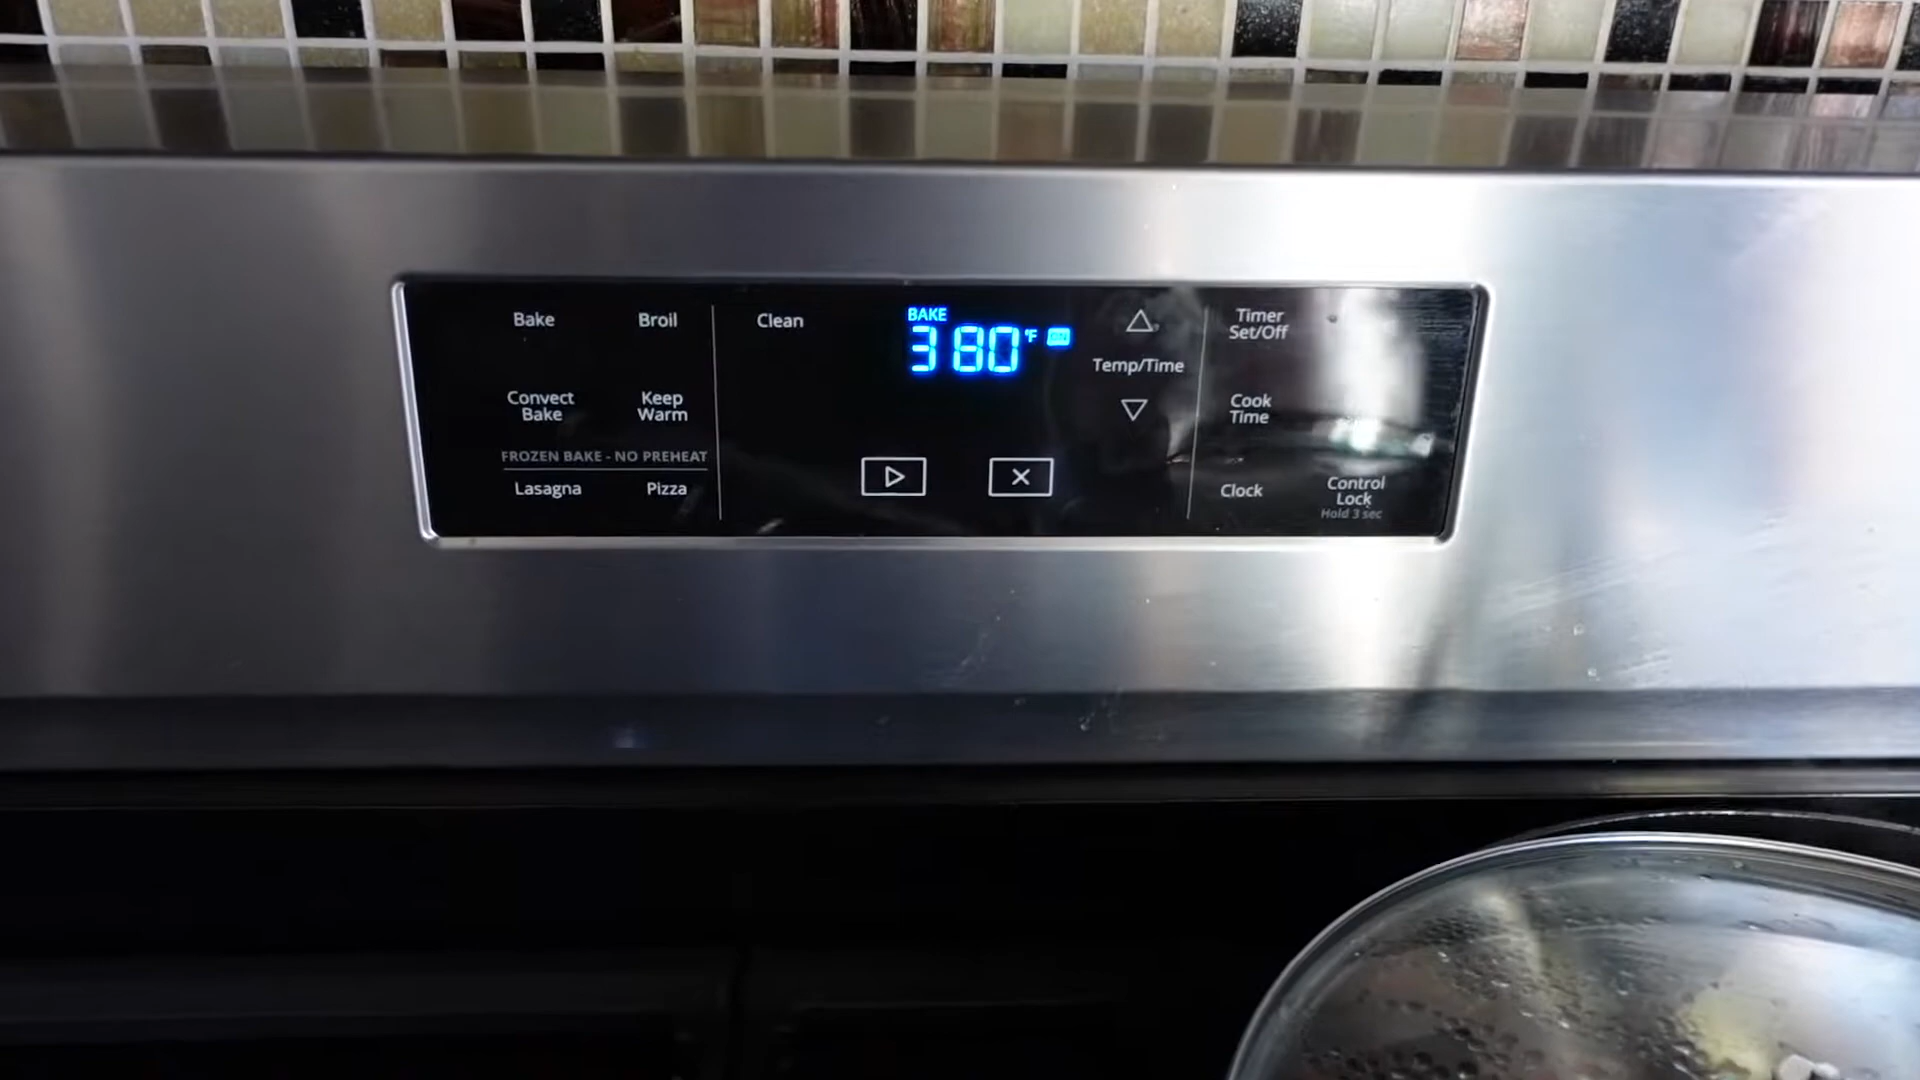 Bake
Broil
Clean
BAKE
380°F ON
Temp/Time
Timer
Set/Off
Convect
Bake
Keep
Warm
Cook
Time
FROZEN BAKE - NO PREHEAT
Lasagna
Pizza
Clock
Control
Lock
Hold 3 sec